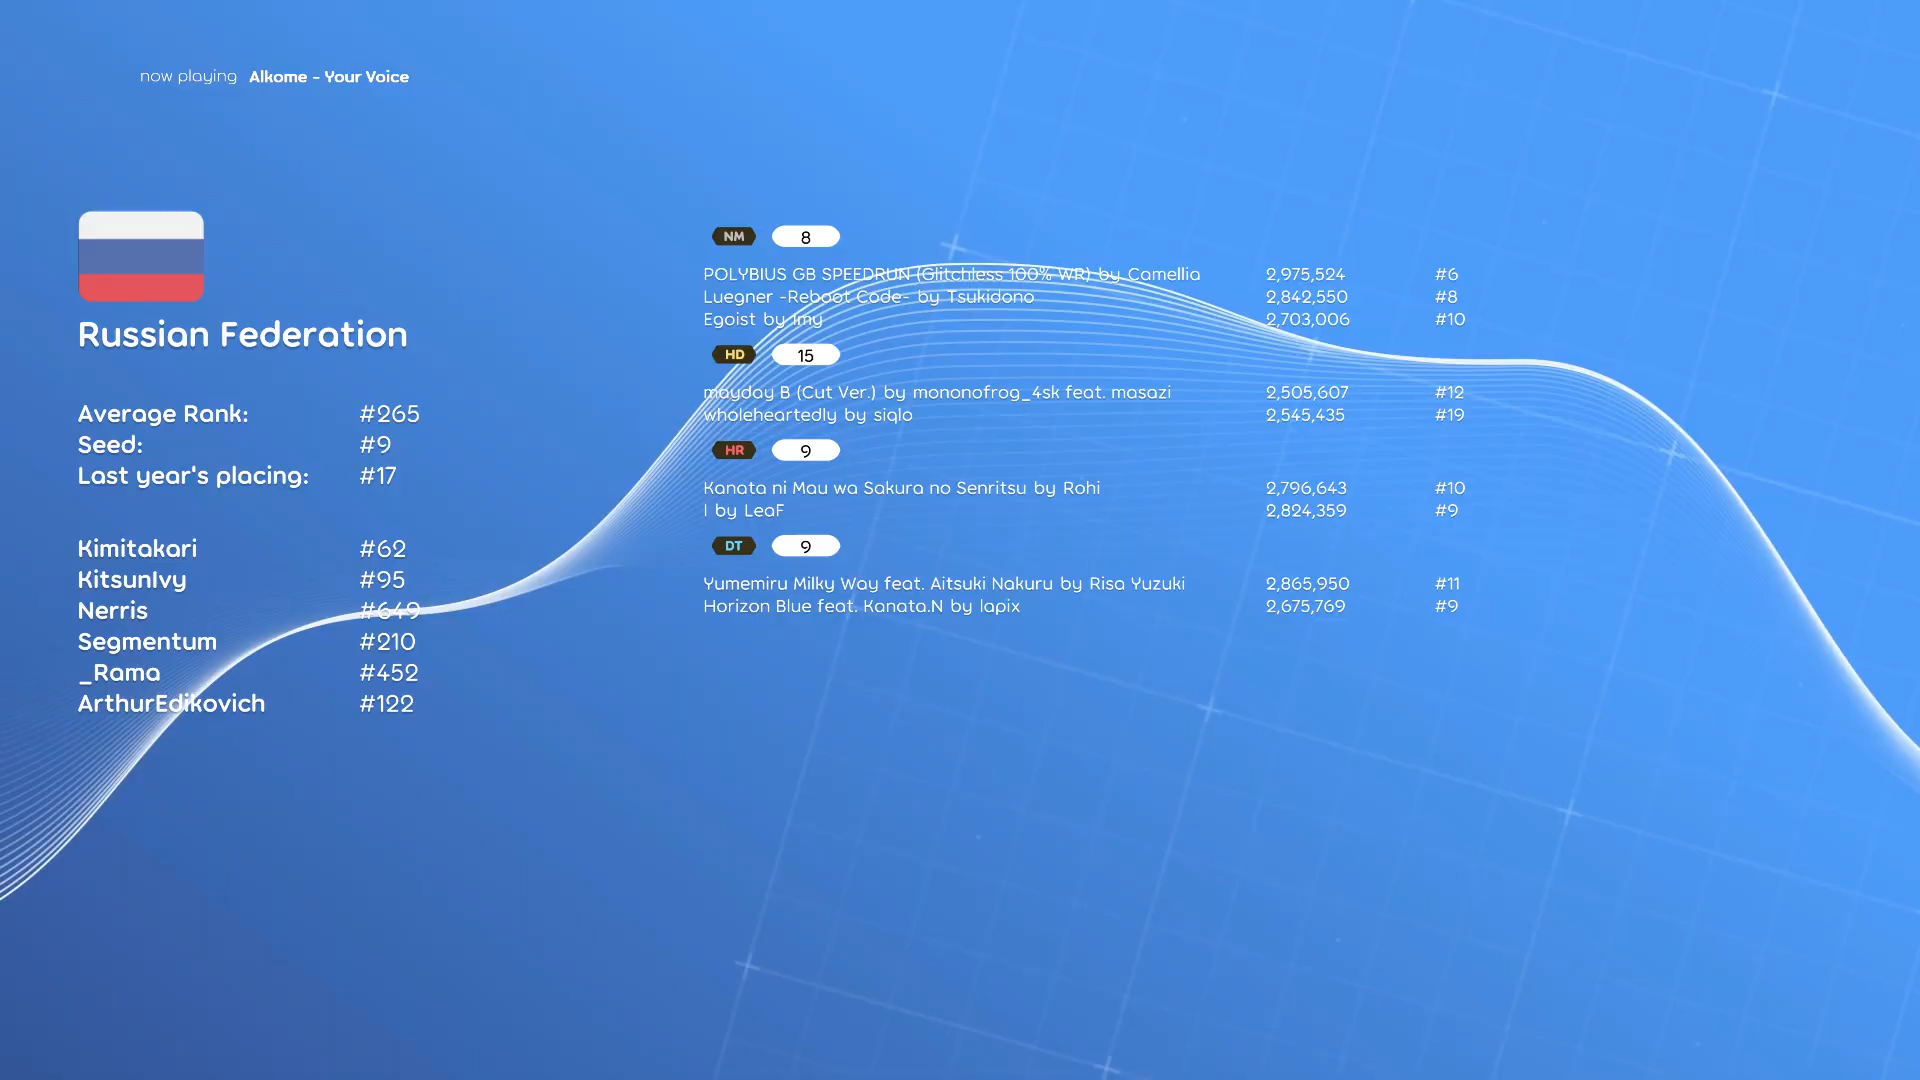 now playing Alkome - Your Voice
Russian Federation
Average Rank: #265
Seed: #9
Last year's placing: #17
Kimitakari #62
KitsunIvy #95
Nerris #649
Segmentum #210
_Rama #452
ArthurEdikovich #122
NM 8
POLYBIUS GB SPEEDRUN (Glitchless 100% WR) by Camellia 2,975,524 #6
Luegner -Reboot Code- by Tsukidono 2,842,550 #8
Egoist by Imy 2,703,006 #10
HD 15
mayday B (Cut Ver.) by mononofrog_4sk feat. masazi 2,505,607 #12
wholeheartedly by siqlo 2,545,435 #19
HR 9
Kanata ni Mau wa Sakura no Senritsu by Rohi 2,796,643 #10
I by LeaF 2,824,359 #9
DT 9
Yumemiru Milky Way feat. Aitsuki Nakuru by Risa Yuzuki 2,865,950 #11
Horizon Blue feat. Kanata.N by lapix 2,675,769 #9